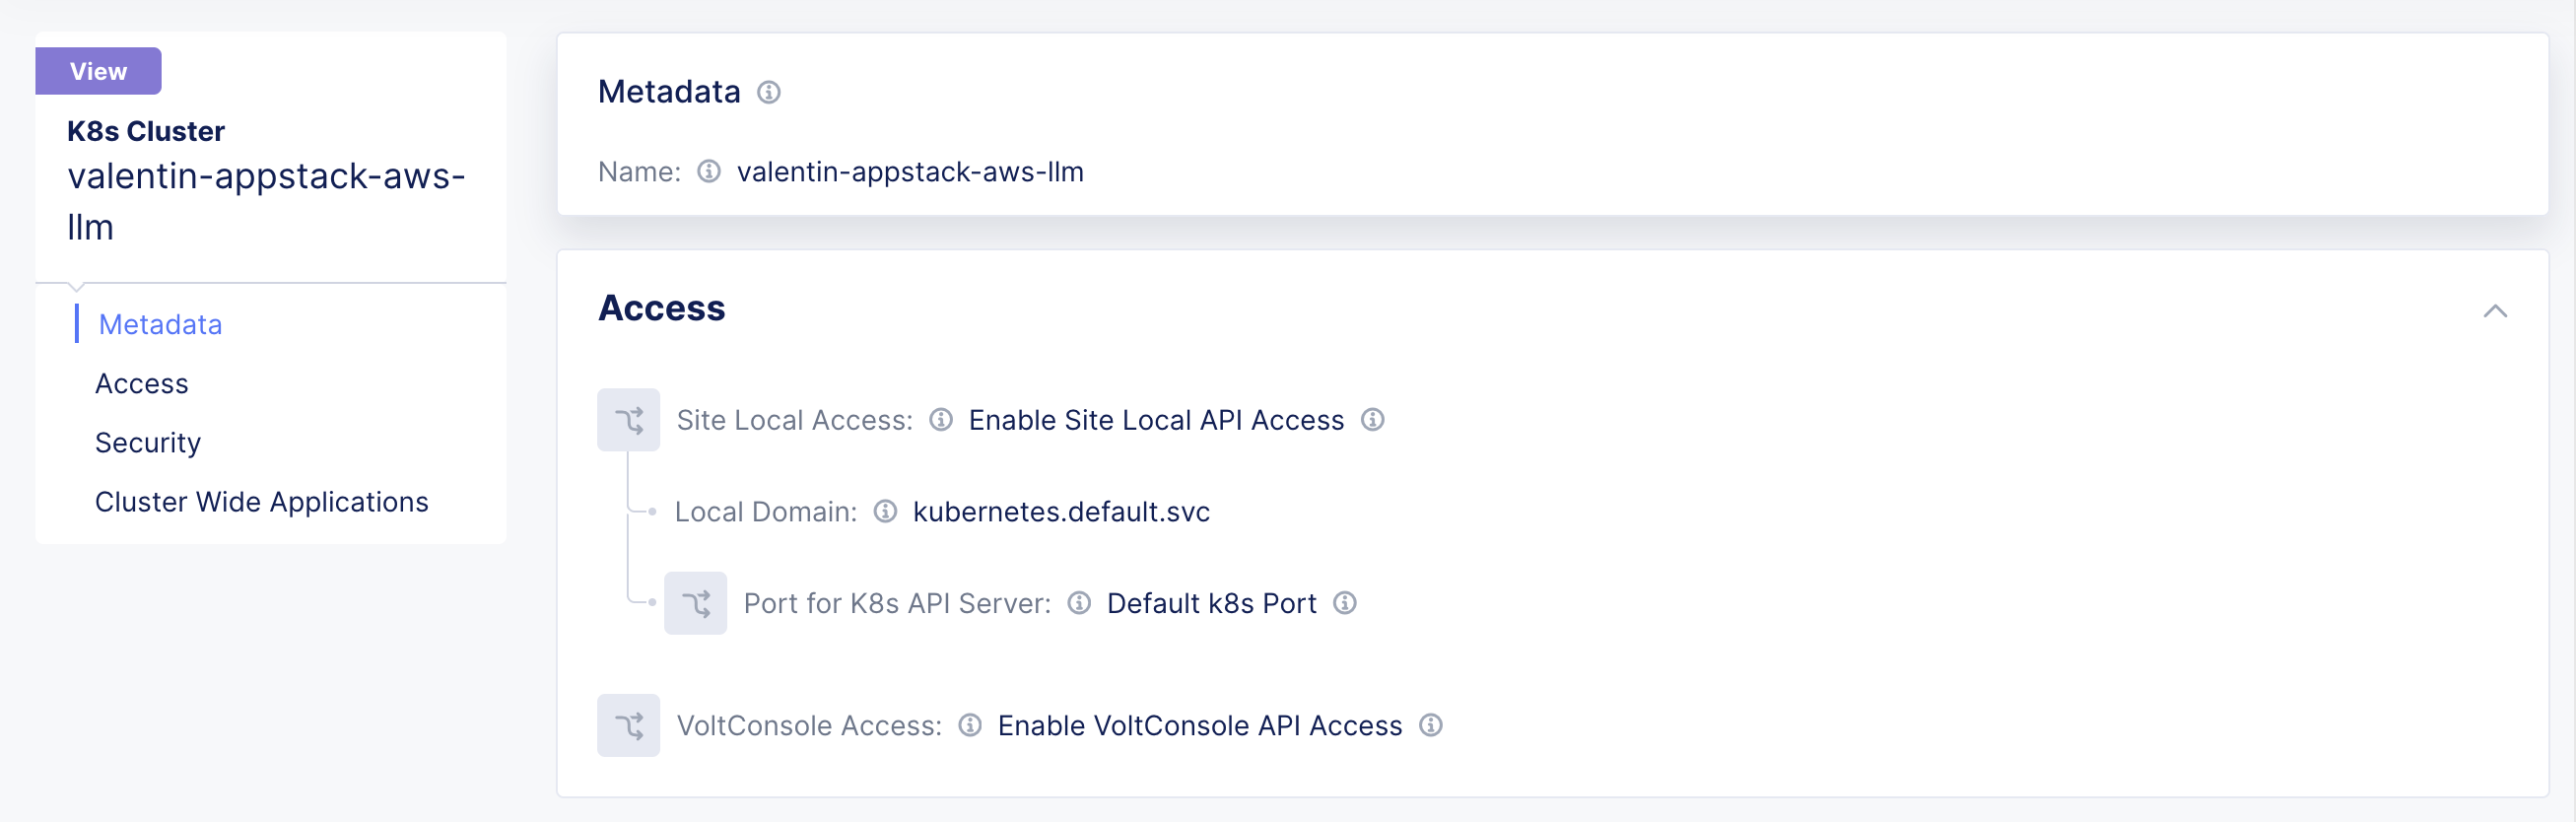 View
K8s Cluster
valentin-appstack-aws-
llm
Metadata
Access
Security
Cluster Wide Applications
Metadata
Name: valentin-appstack-aws-llm
Access
Site Local Access: Enable Site Local API Access
Local Domain: kubernetes.default.svc
Port for K8s API Server: Default k8s Port
VoltConsole Access: Enable VoltConsole API Access